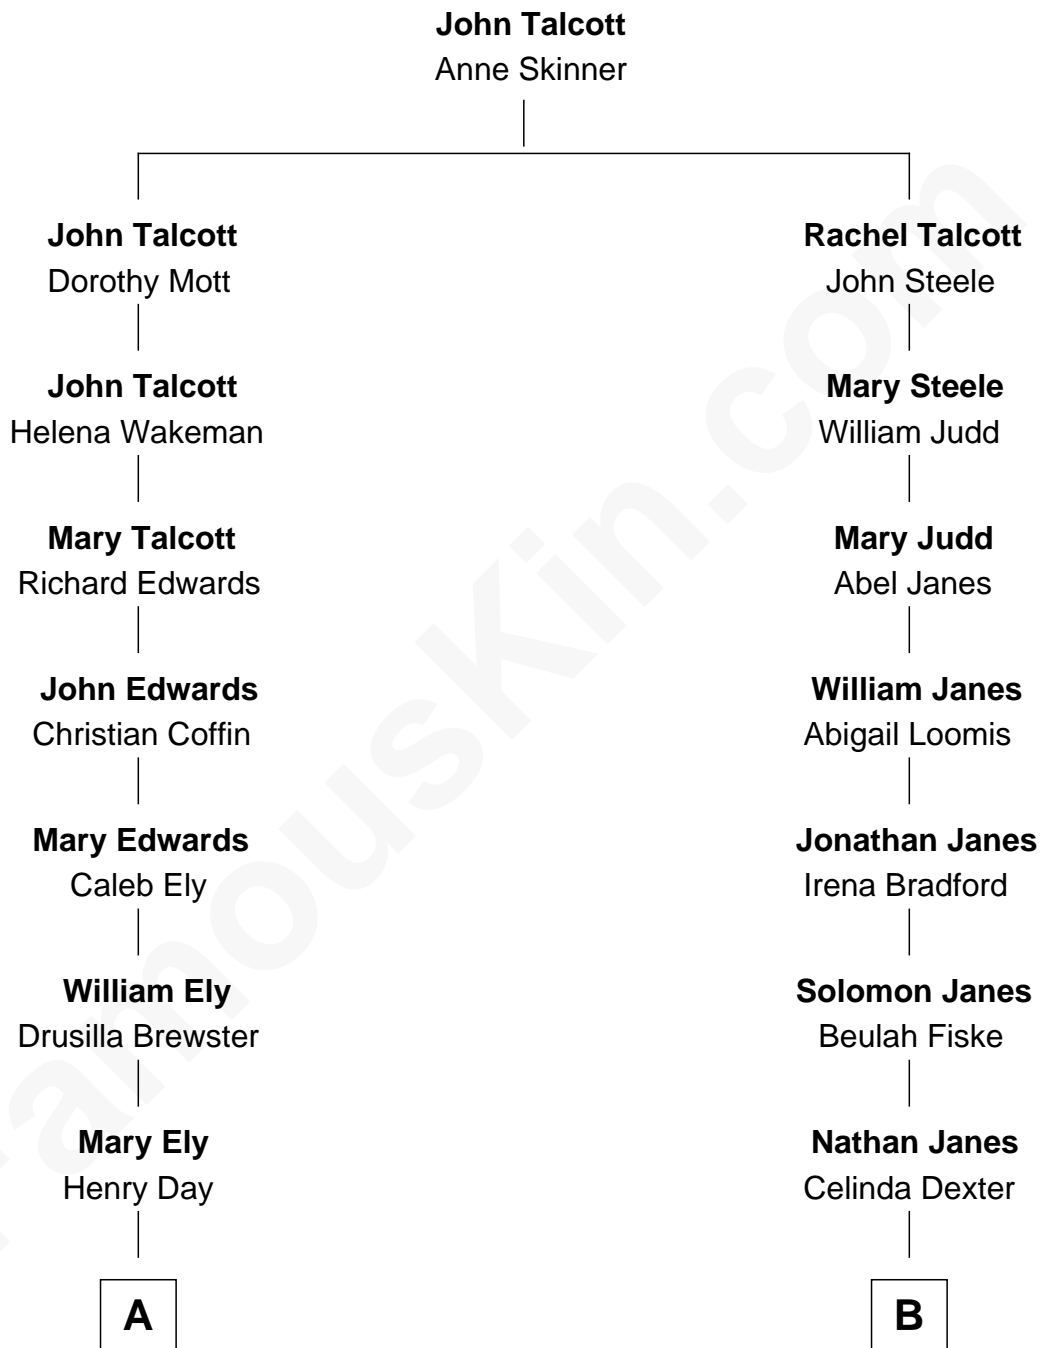 John Talcott
Anne Skinner
John Talcott
Dorothy Mott
Rachel Talcott
John Steele
John Talcott
Helena Wakeman
Mary Steele
William Judd
Mary Talcott
Richard Edwards
Mary Judd
Abel Janes
John Edwards
Christian Coffin
William Janes
Abigail Loomis
Mary Edwards
Caleb Ely
Jonathan Janes
Irena Bradford
William Ely
Drusilla Brewster
Solomon Janes
Beulah Fiske
Mary Ely
Henry Day
Nathan Janes
Celinda Dexter
A
B
FamousKin.com